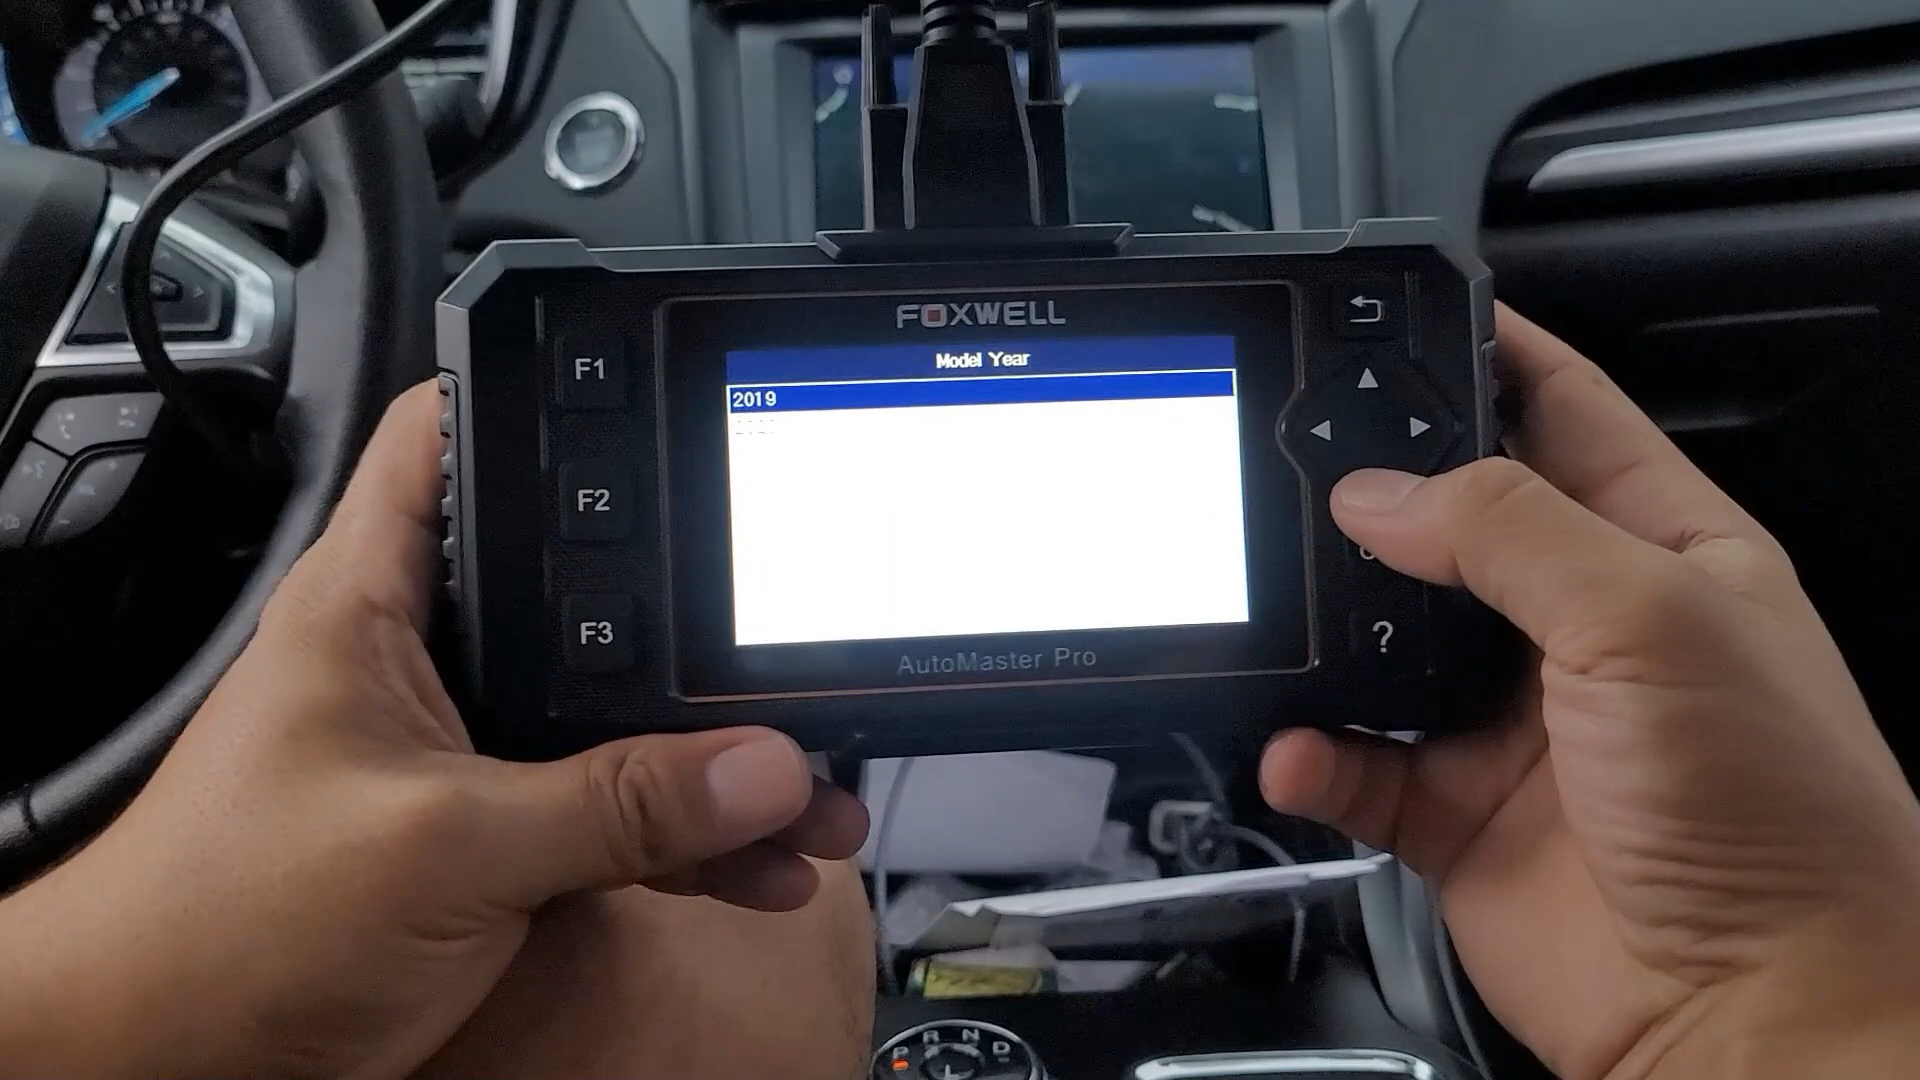 FOXWELL
Model Year
2019
F1
F2
F3
?
AutoMaster Pro
P R N D